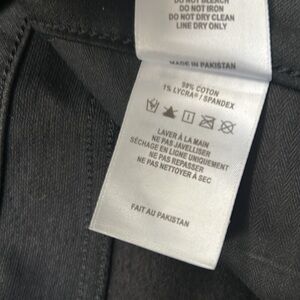 DO NOT BLEACH
DO NOT IRON
DO NOT DRY CLEAN
LINE DRY ONLY
MADE IN PAKISTAN
99% COTON
1% LYCRA® / SPANDEX
LAVER À LA MAIN
NE PAS JAVELLISER
SÉCHAGE EN LIGNE UNIQUEMENT
NE PAS REPASSER
NE PAS NETTOYER À SEC
FAIT AU PAKISTAN